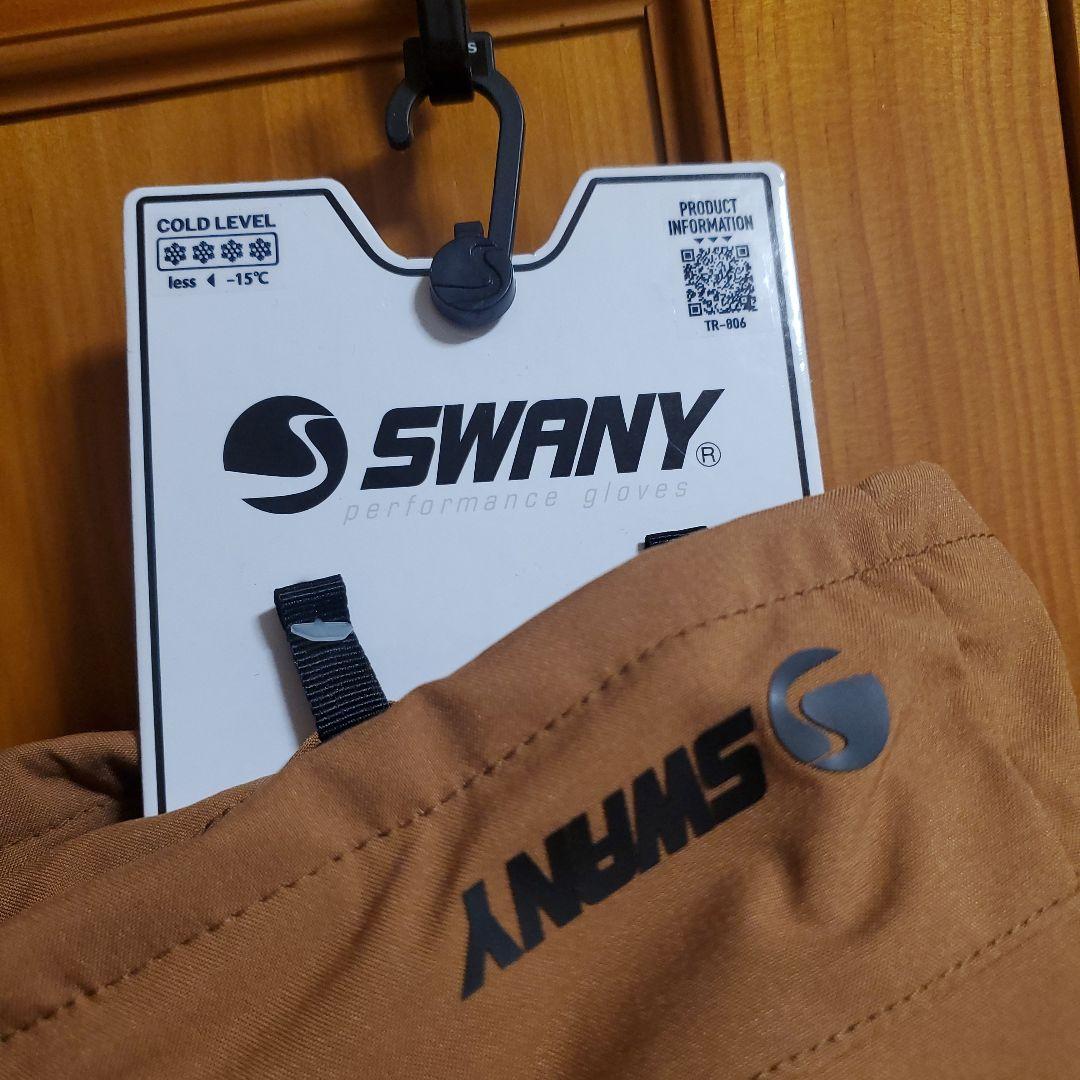 S
COLD LEVEL
less ◀ -15℃
PRODUCT
INFORMATION
TR-806
SWANY®
performance gloves
SWANY